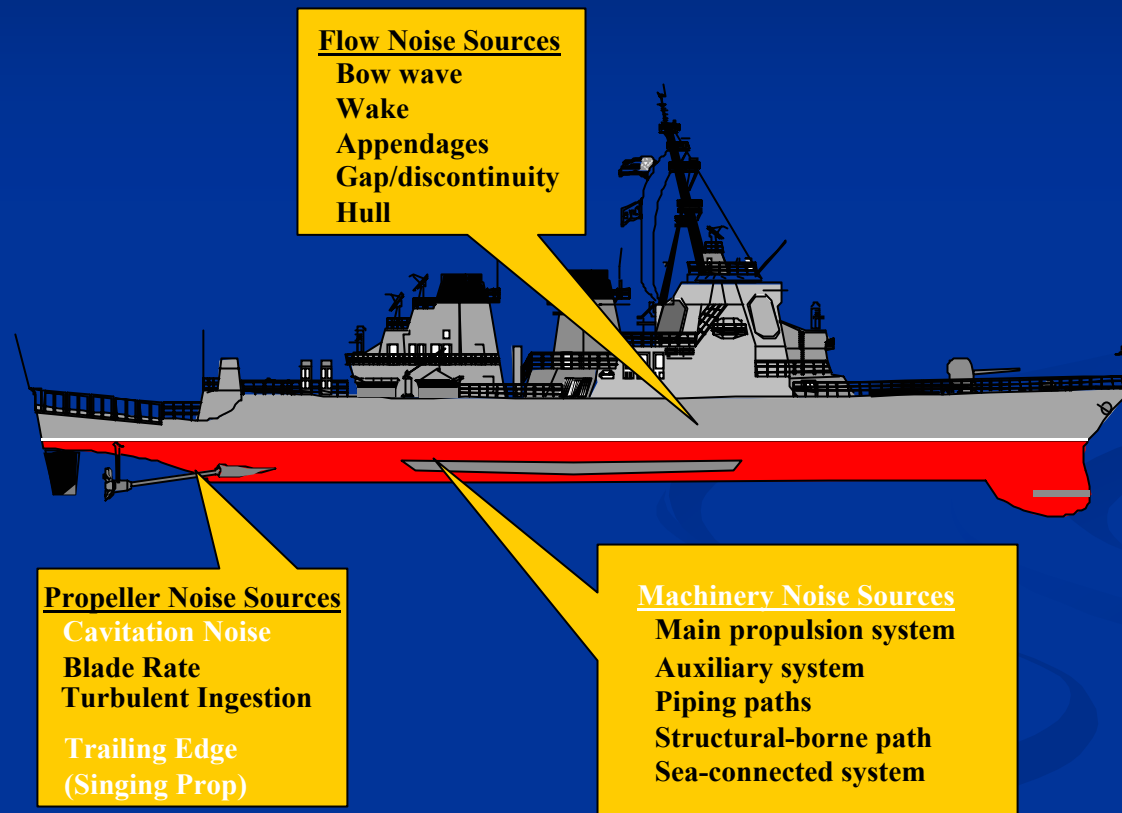 Flow Noise Sources
Bow wave
Wake
Appendages
Gap/discontinuity
Hull
Propeller Noise Sources
Cavitation Noise
Blade Rate
Turbulent Ingestion
Trailing Edge
(Singing Prop)
Machinery Noise Sources
Main propulsion system
Auxiliary system
Piping paths
Structural-borne path
Sea-connected system